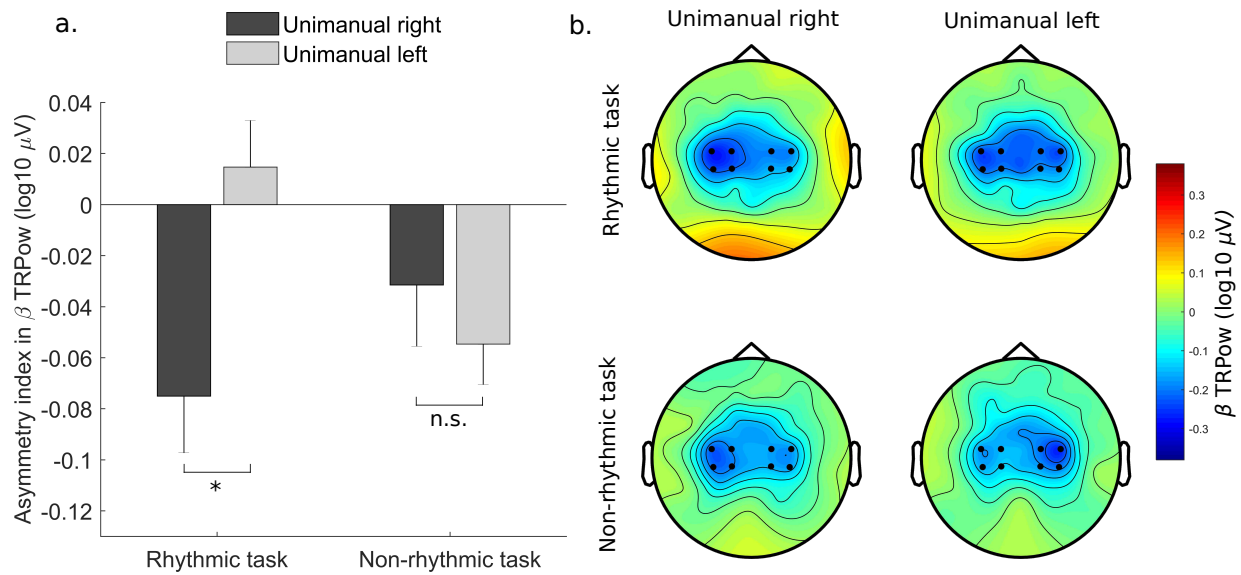 a.
Unimanual right
Unimanual left
Asymmetry index in β TRPow (log10 μV)
0.04
0.02
0
-0.02
-0.04
-0.06
-0.08
-0.1
-0.12
*
n.s.
Rhythmic task
Non-rhythmic task
b.
Unimanual right
Unimanual left
Rhythmic task
Non-rhythmic task
0.3
0.2
0.1
0
-0.1
-0.2
-0.3
β TRPow (log10 μV)